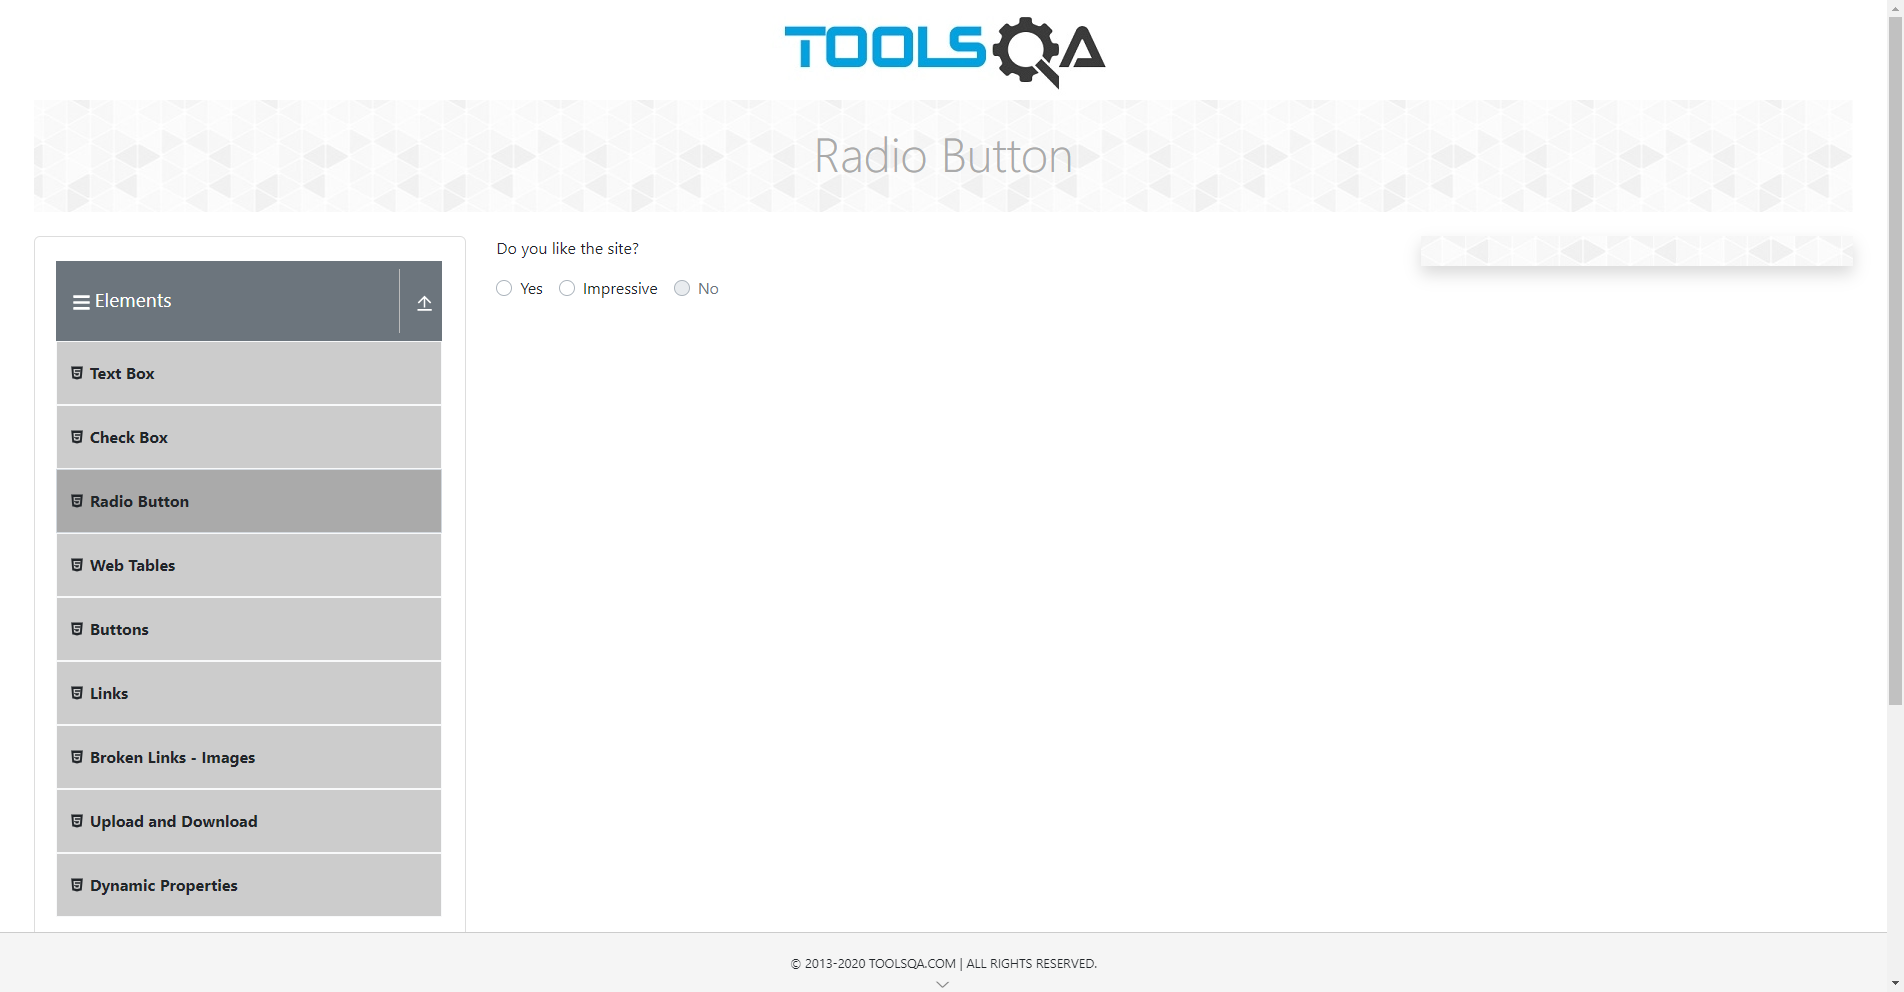 TOOLSQA
Radio Button
Elements
Text Box
Check Box
Radio Button
Web Tables
Buttons
Links
Broken Links - Images
Upload and Download
Dynamic Properties
Do you like the site?
Yes Impressive No
© 2013-2020 TOOLSQA.COM | ALL RIGHTS RESERVED.